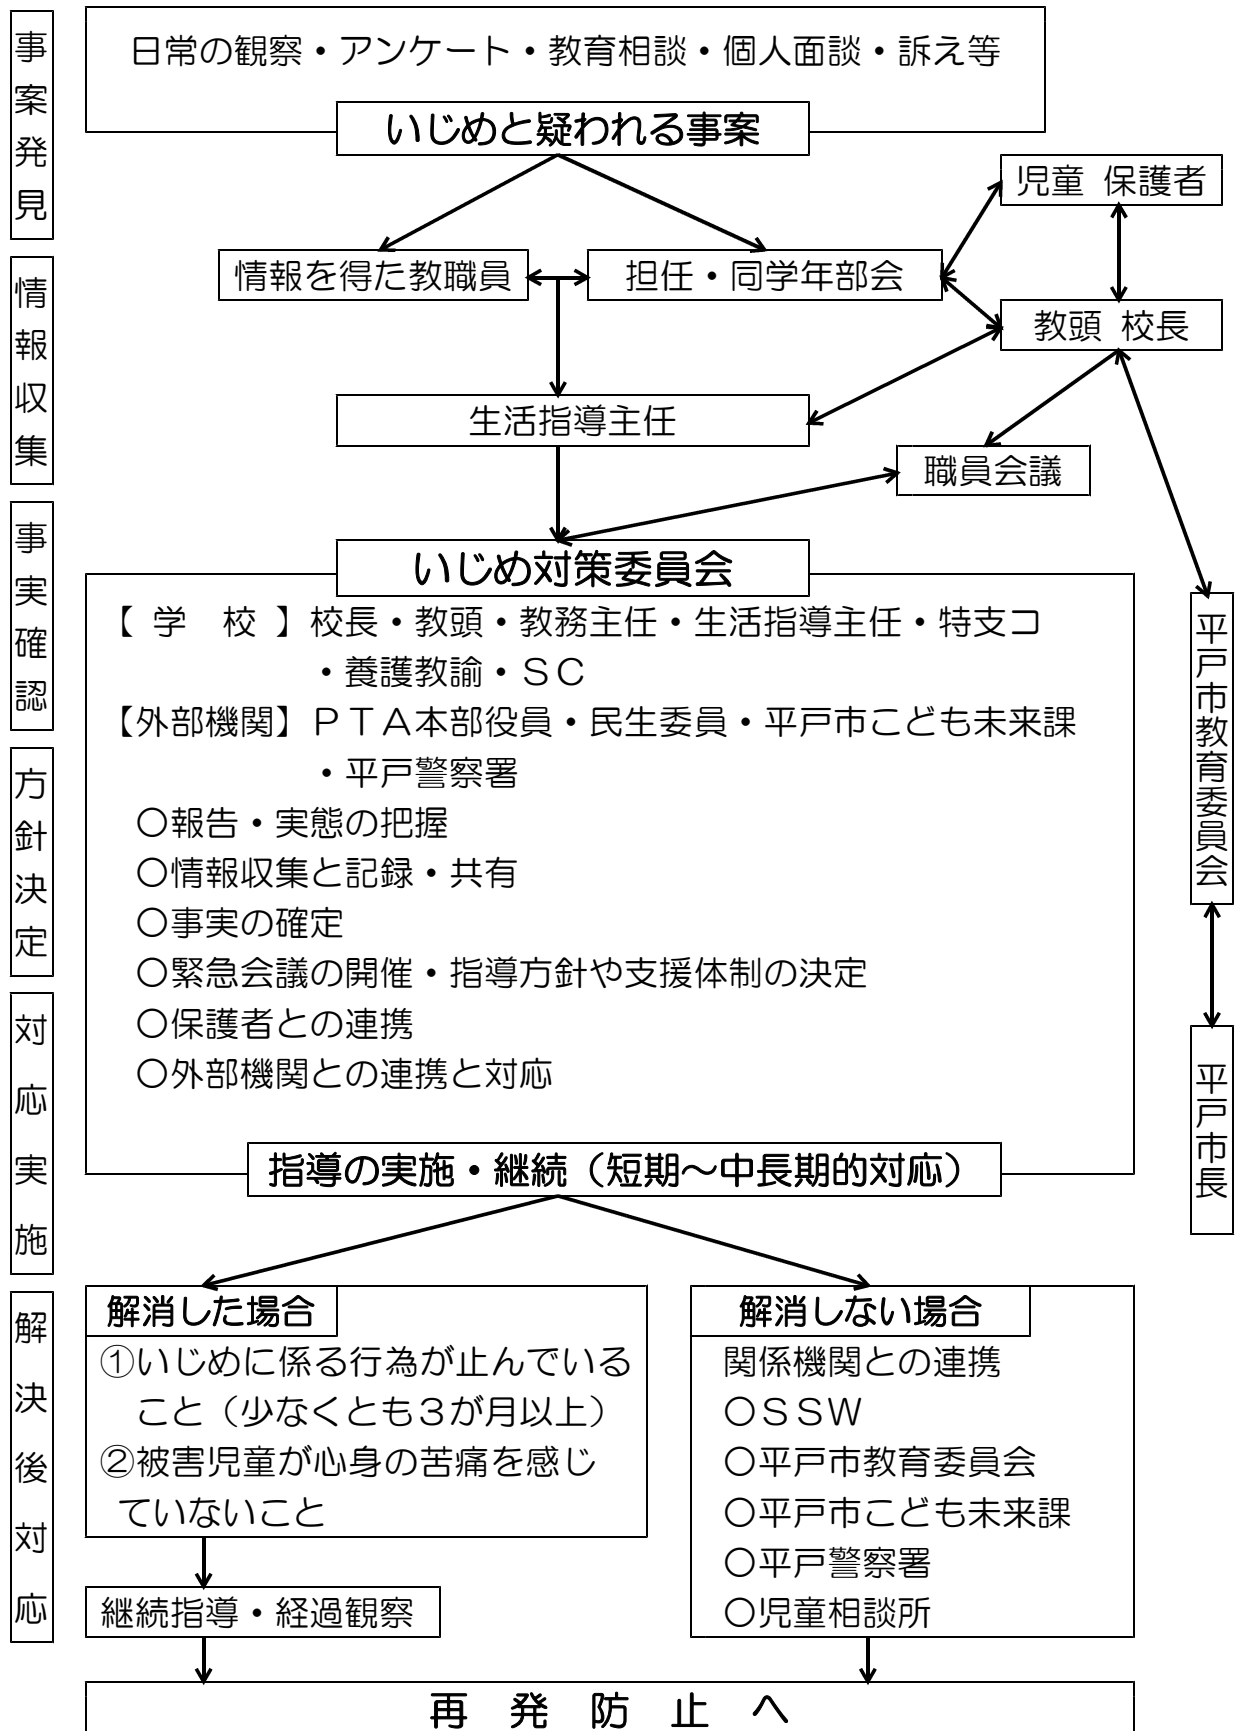 事案発見
日常の観察・アンケート・教育相談・個人面談・訴え等
いじめと疑われる事案
児童 保護者
情報収集
情報を得た教職員
担任・同学年部会
教頭 校長
生活指導主任
職員会議
事実確認
いじめ対策委員会
【 学　校 】校長・教頭・教務主任・生活指導主任・特支コ
・養護教諭・ＳＣ
【外部機関】ＰＴＡ本部役員・民生委員・平戸市こども未来課
・平戸警察署
平戸市教育委員会
方針決定
〇報告・実態の把握
〇情報収集と記録・共有
〇事実の確定
〇緊急会議の開催・指導方針や支援体制の決定
〇保護者との連携
〇外部機関との連携と対応
対応実施
平戸市長
指導の実施・継続（短期～中長期的対応）
解決後対応
解消した場合
①いじめに係る行為が止んでいる
こと（少なくとも３が月以上）
②被害児童が心身の苦痛を感じ
ていないこと
継続指導・経過観察
解消しない場合
関係機関との連携
〇ＳＳＷ
〇平戸市教育委員会
〇平戸市こども未来課
〇平戸警察署
〇児童相談所
再　発　防　止　へ